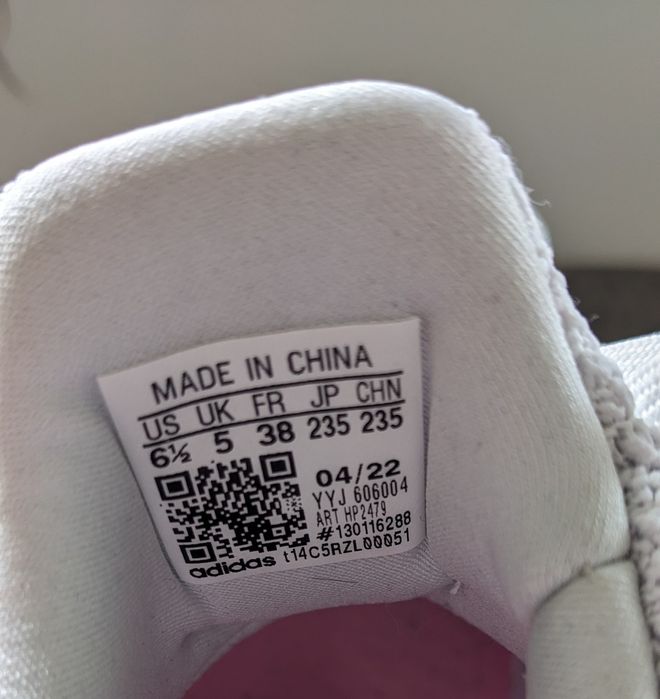 MADE IN CHINA
US UK FR JP CHN
6½ 5 38 235 235
04/22
YYJ 606004
ART HP2479
#130116288
adidas t14C5RZL00051